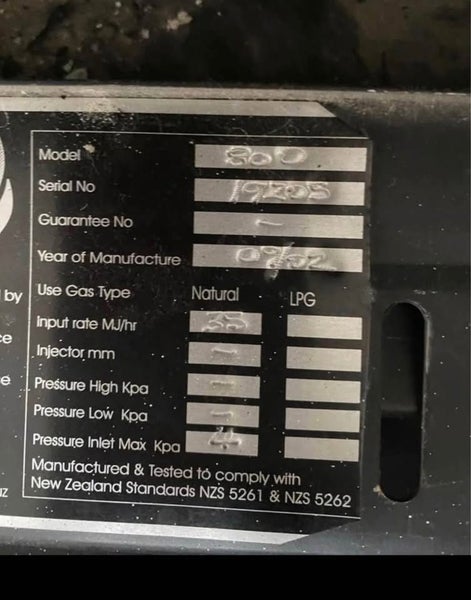 Model 800
Serial No
Guarantee No -
Year of Manufacture
by
Use Gas Type Natural LPG
ce
Input rate MJ/hr 35
Injector mm -
e
Pressure High Kpa -
Pressure Low Kpa -
Pressure Inlet Max Kpa
Manufactured & Tested to comply with
New Zealand Standards NZS 5261 & NZS 5262